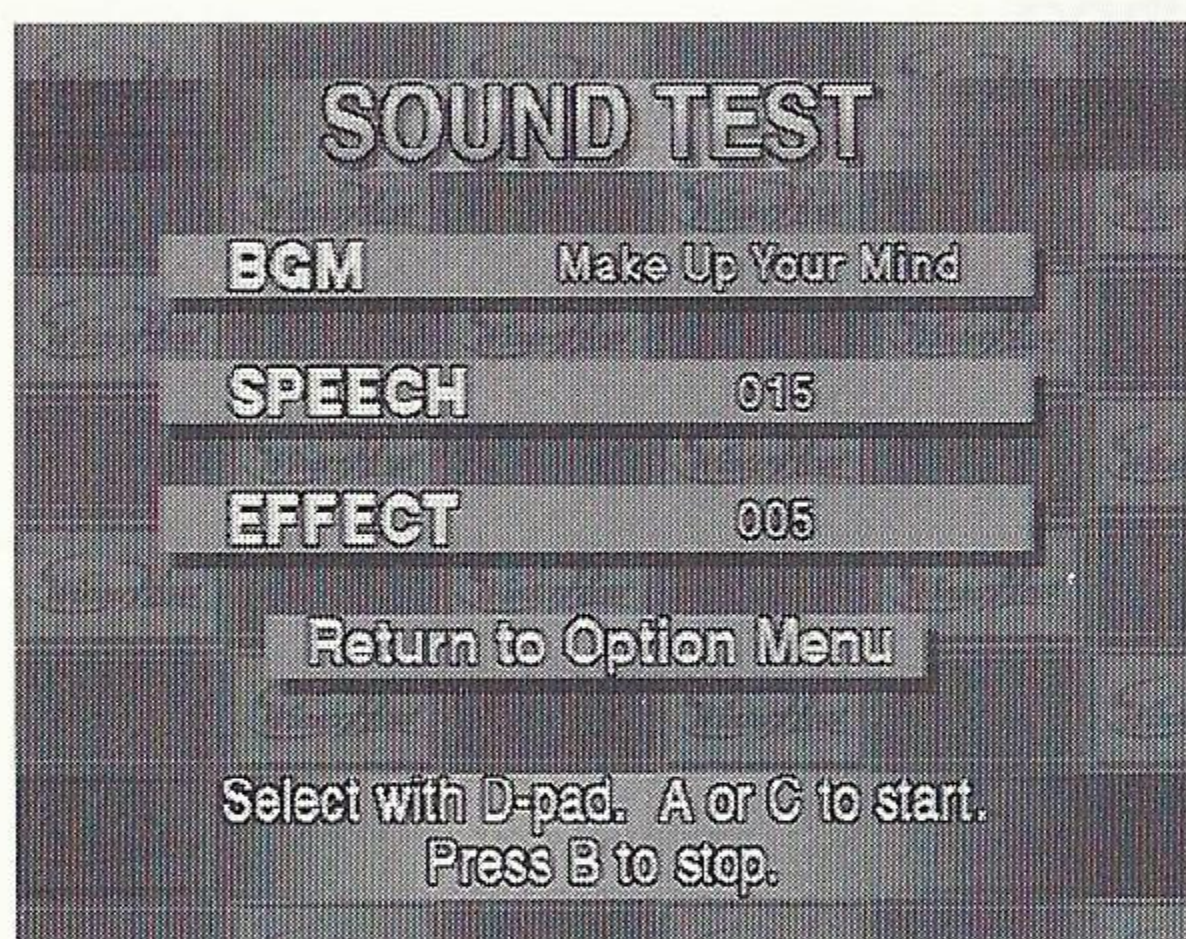 SOUND TEST
BGM Make Up Your Mind
SPEECH 015
EFFECT 005
Return to Option Menu
Select with D-pad. A or C to start.
Press B to stop.